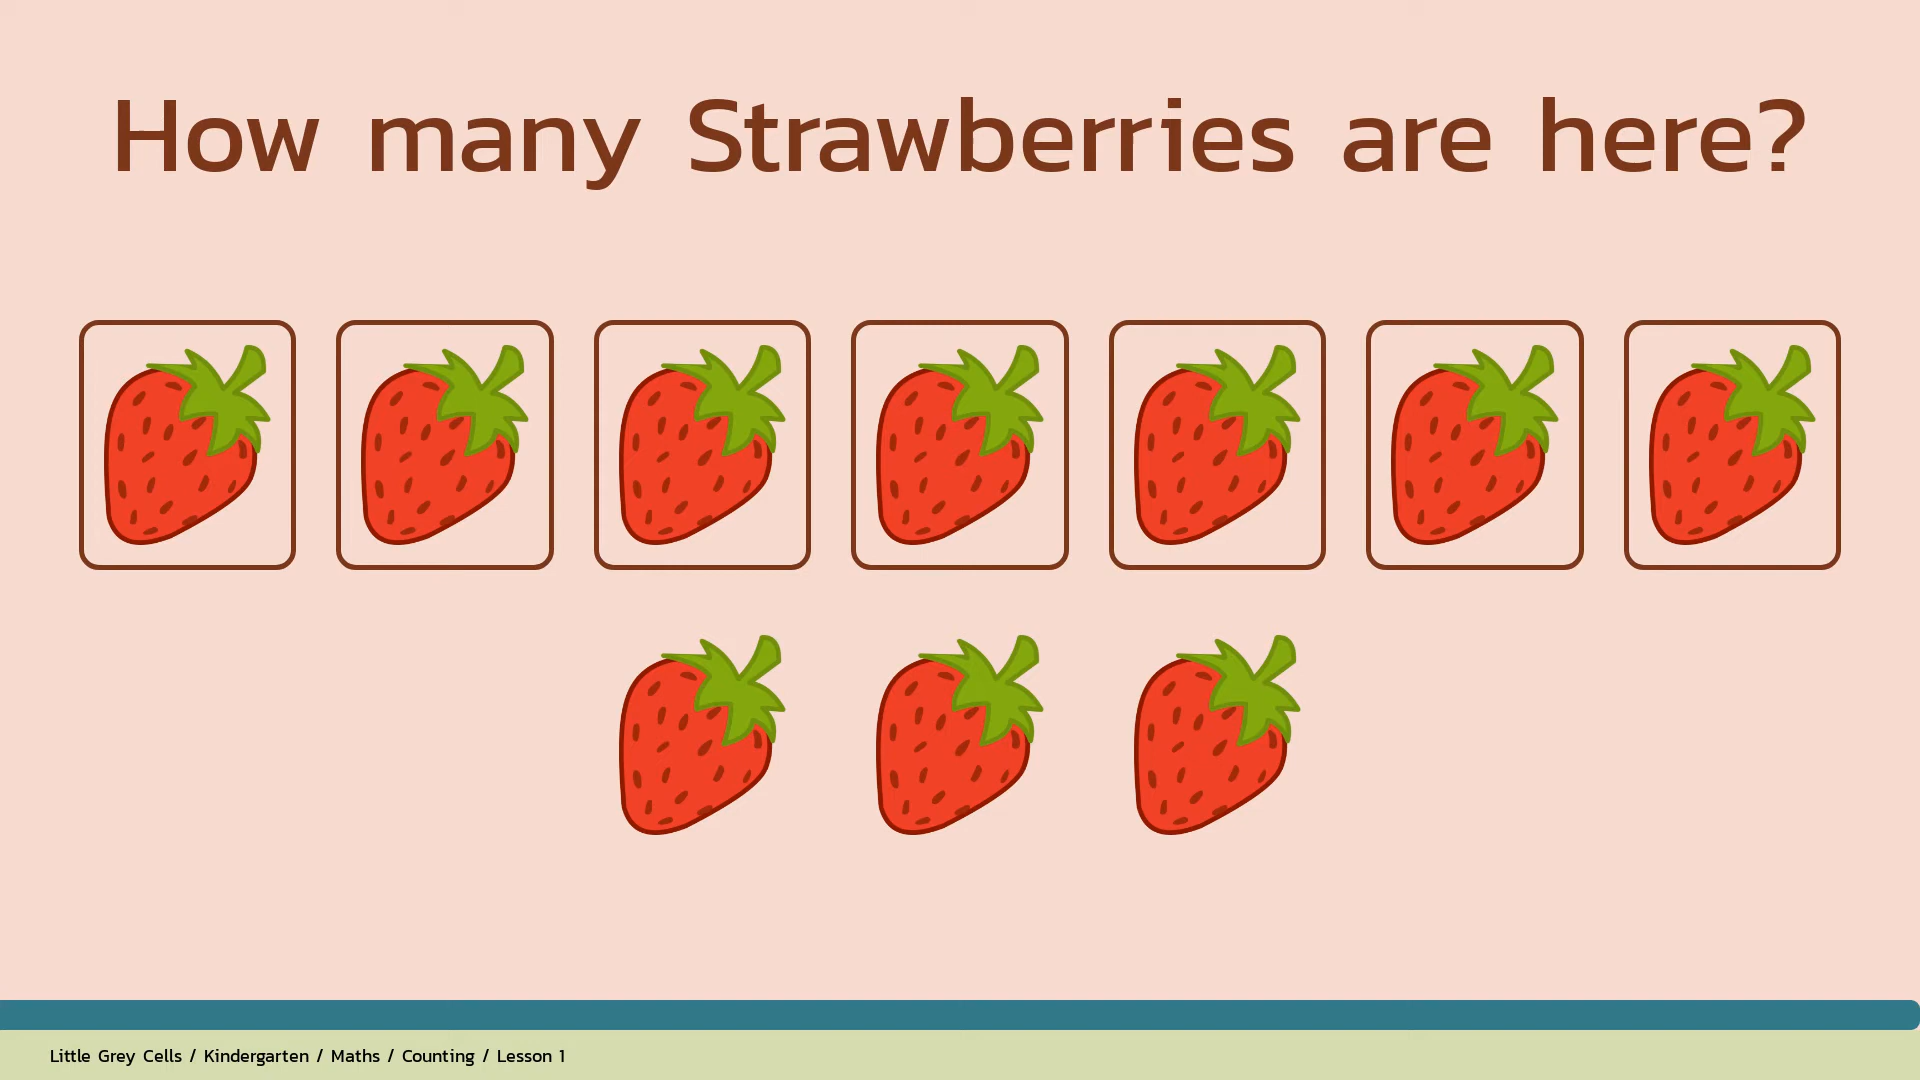 How many Strawberries are here?
Little Grey Cells / Kindergarten / Maths / Counting / Lesson 1